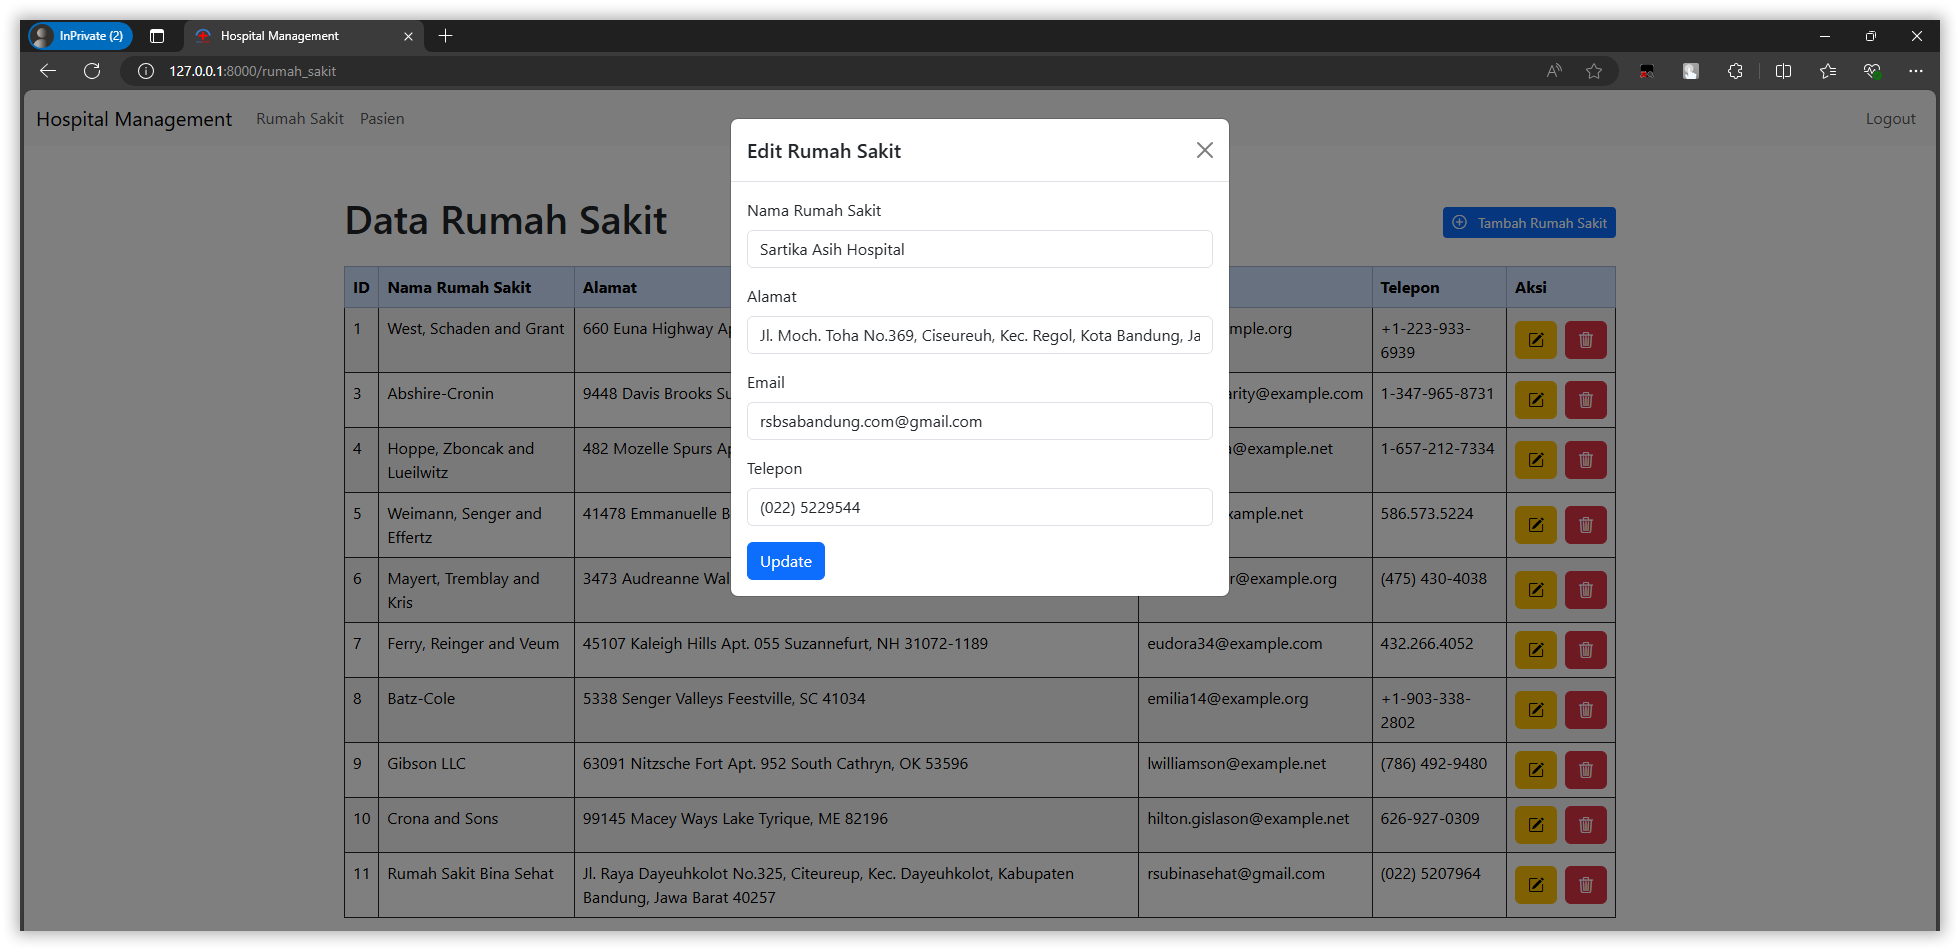 InPrivate (2)
Hospital Management
127.0.0.1:8000/rumah_sakit
Hospital Management Rumah Sakit Pasien Logout
Edit Rumah Sakit
Nama Rumah Sakit
Sartika Asih Hospital
Alamat
Jl. Moch. Toha No.369, Ciseureuh, Kec. Regol, Kota Bandung, Ja
Email
rsbsabandung.com@gmail.com
Telepon
(022) 5229544
Update
Data Rumah Sakit
Tambah Rumah Sakit
ID Nama Rumah Sakit Alamat Telepon Aksi
1 West, Schaden and Grant 660 Euna Highway mple.org +1-223-933-
6939
3 Abshire-Cronin 9448 Davis Brooks arity@example.com 1-347-965-8731
4 Hoppe, Zboncak and 482 Mozelle Spurs @example.net 1-657-212-7334
Lueilwitz
5 Weimann, Senger and 41478 Emmanuelle ample.net 586.573.5224
Effertz
6 Mayert, Tremblay and 3473 Audreanne Wal r@example.org (475) 430-4038
Kris
7 Ferry, Reinger and Veum 45107 Kaleigh Hills Apt. 055 Suzannefurt, NH 31072-1189 eudora34@example.com 432.266.4052
8 Batz-Cole 5338 Senger Valleys Feestville, SC 41034 emilia14@example.org +1-903-338-
2802
9 Gibson LLC 63091 Nitzsche Fort Apt. 952 South Cathryn, OK 53596 lwilliamson@example.net (786) 492-9480
10 Crona and Sons 99145 Macey Ways Lake Tyrique, ME 82196 hilton.gislason@example.net 626-927-0309
11 Rumah Sakit Bina Sehat Jl. Raya Dayeuhkolot No.325, Citeureup, Kec. Dayeuhkolot, Kabupaten rsubinasehat@gmail.com (022) 5207964
Bandung, Jawa Barat 40257